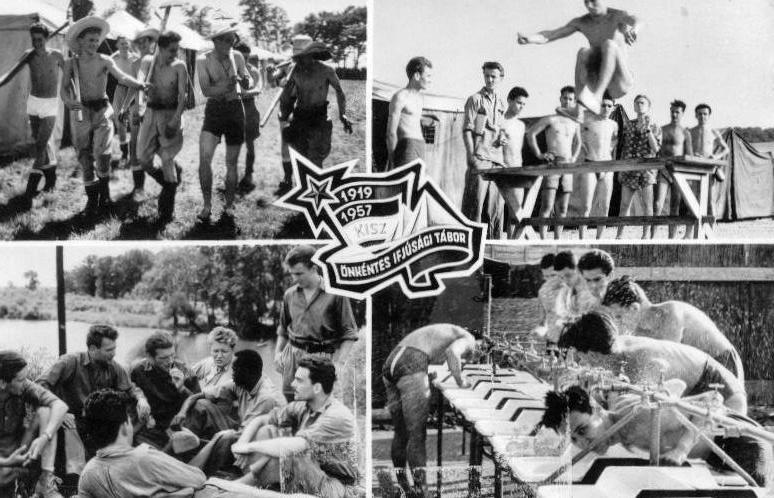 1919
1957
KISZ
ÖNKÉNTES IFJÚSÁGI TÁBOR